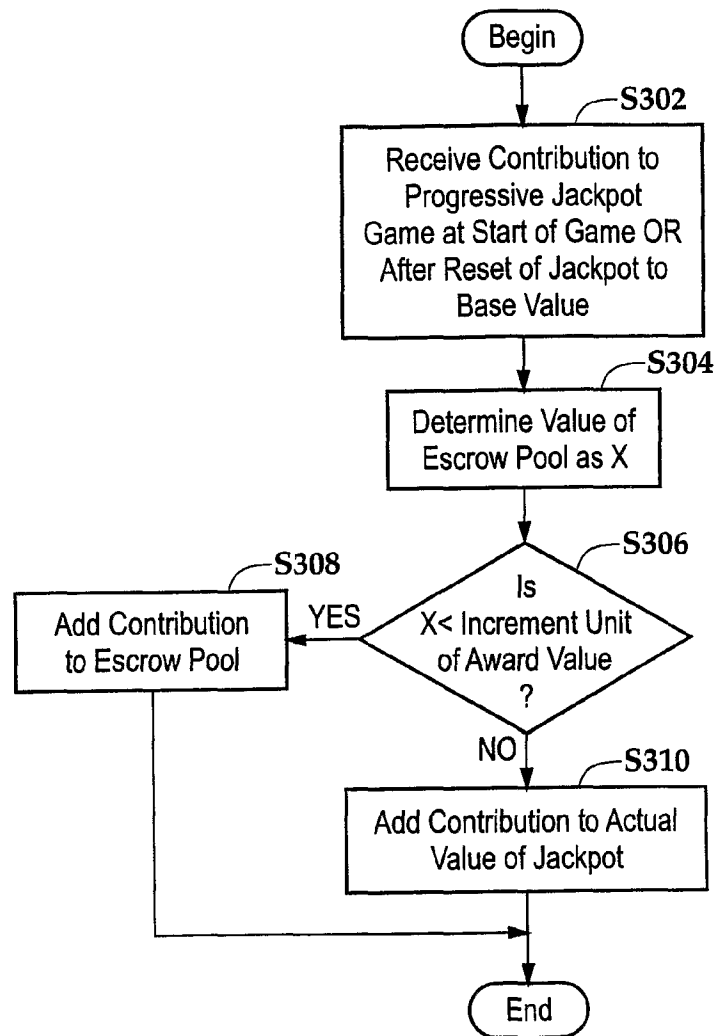 Begin
S302
Receive Contribution to
Progressive Jackpot
Game at Start of Game OR
After Reset of Jackpot to
Base Value
S304
Determine Value of
Escrow Pool as X
S306
Is
X< Increment Unit
of Award Value
?
YES
S308
Add Contribution
to Escrow Pool
NO
S310
Add Contribution to Actual
Value of Jackpot
End